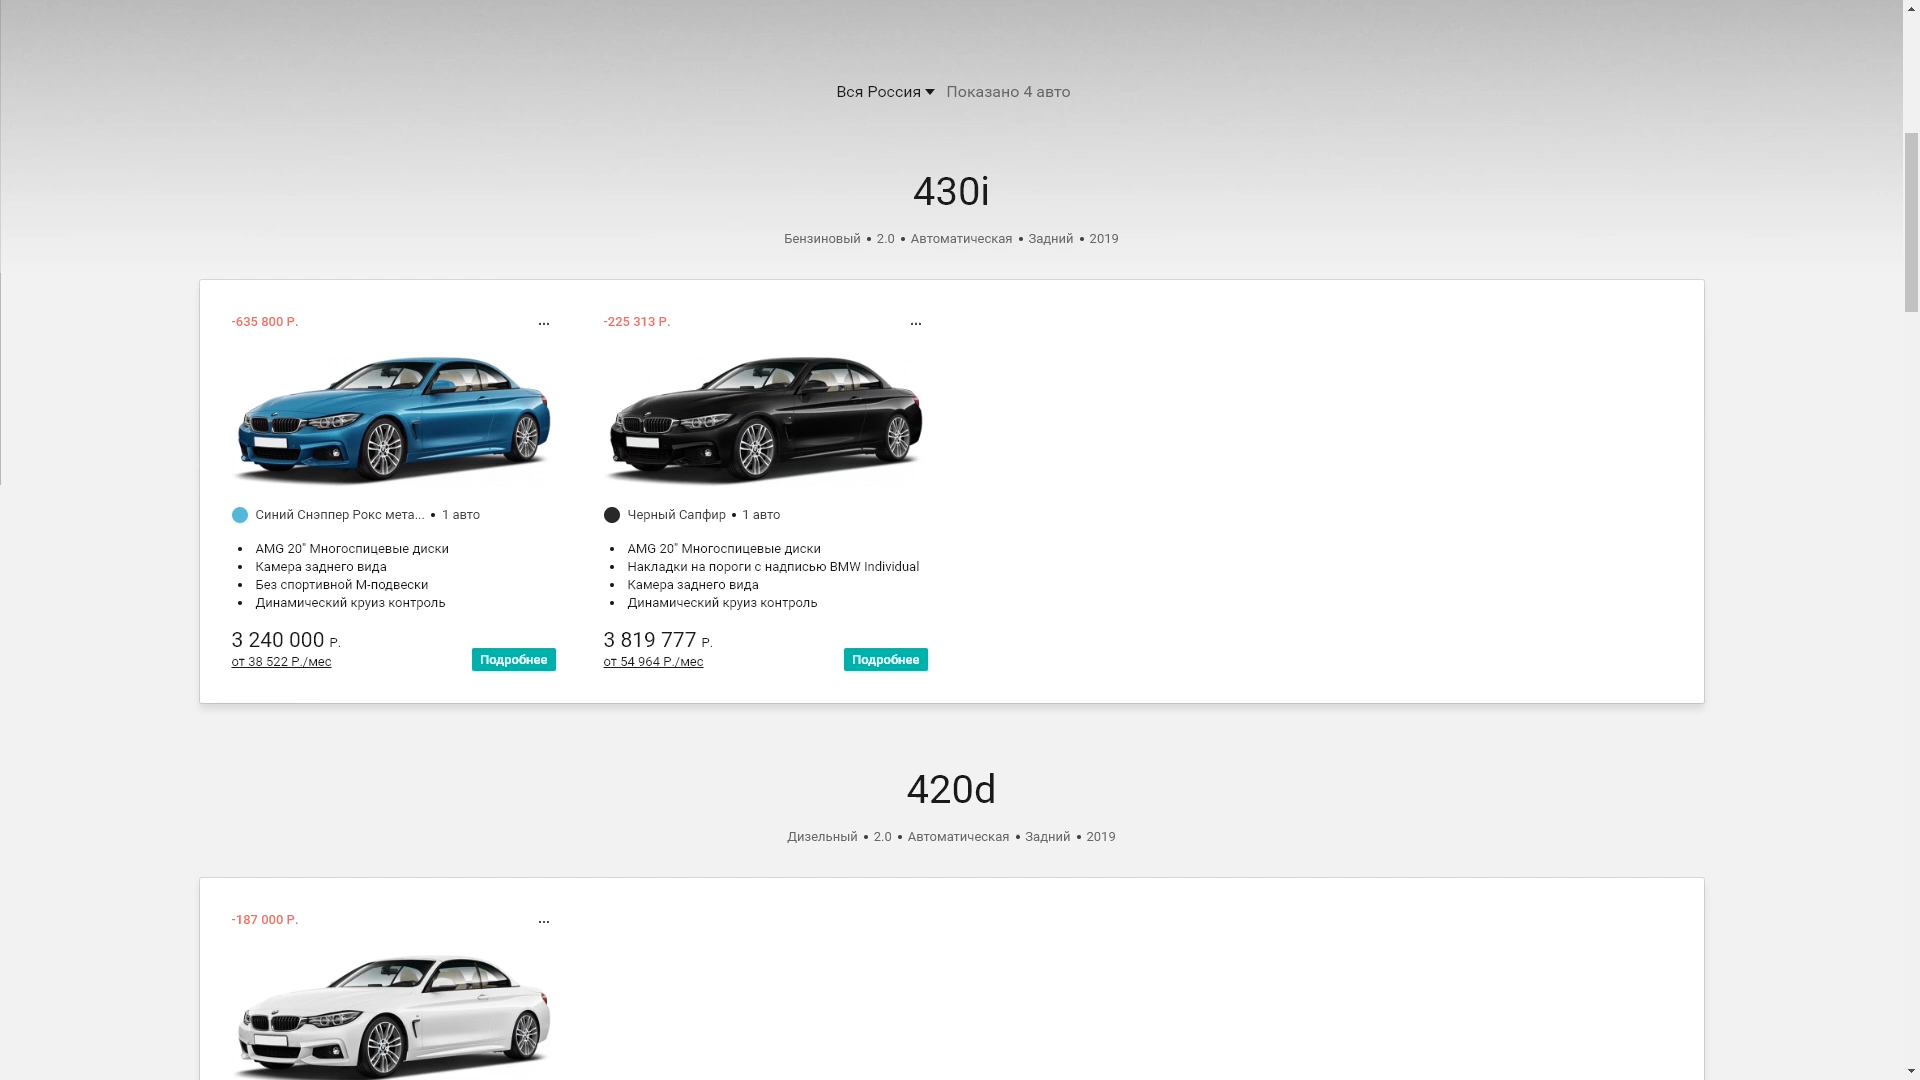 Вся Россия Показано 4 авто
430i
Бензиновый • 2.0 • Автоматическая • Задний • 2019
-635 800 Р. ...
-225 313 Р. ...
Синий Снэппер Рокс мета... • 1 авто
• AMG 20" Многоспицевые диски
• Камера заднего вида
• Без спортивной М-подвески
• Динамический круиз контроль
3 240 000 Р.
от 38 522 Р./мес
Подробнее
Черный Сапфир • 1 авто
• AMG 20" Многоспицевые диски
• Накладки на пороги с надписью BMW Individual
• Камера заднего вида
• Динамический круиз контроль
3 819 777 Р.
от 54 964 Р./мес
Подробнее
420d
Дизельный • 2.0 • Автоматическая • Задний • 2019
-187 000 Р. ...